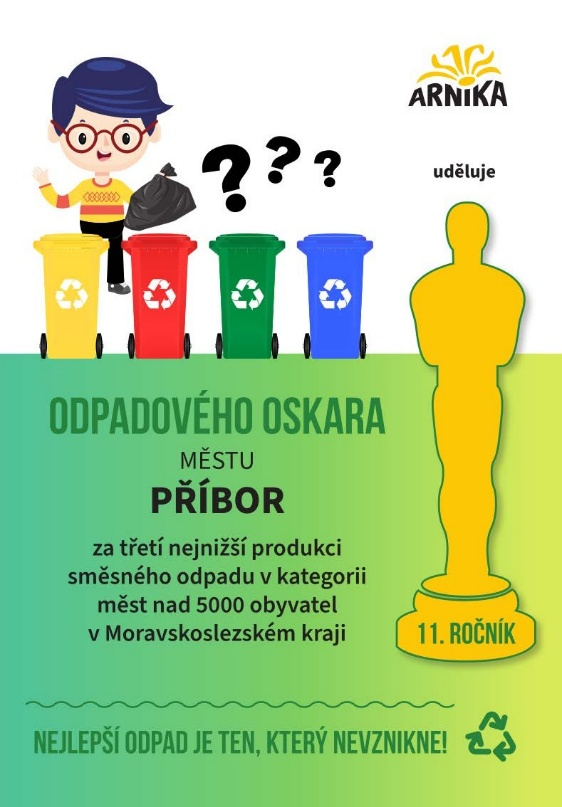 ARNIKA
uděluje
? ? ?
ODPADOVÉHO OSKARA
MĚSTU
PŘÍBOR
za třetí nejnižší produkci
směsného odpadu v kategorii
měst nad 5000 obyvatel
v Moravskoslezském kraji
11. ROČNÍK
NEJLEPŠÍ ODPAD JE TEN, KTERÝ NEVZNIKNE!